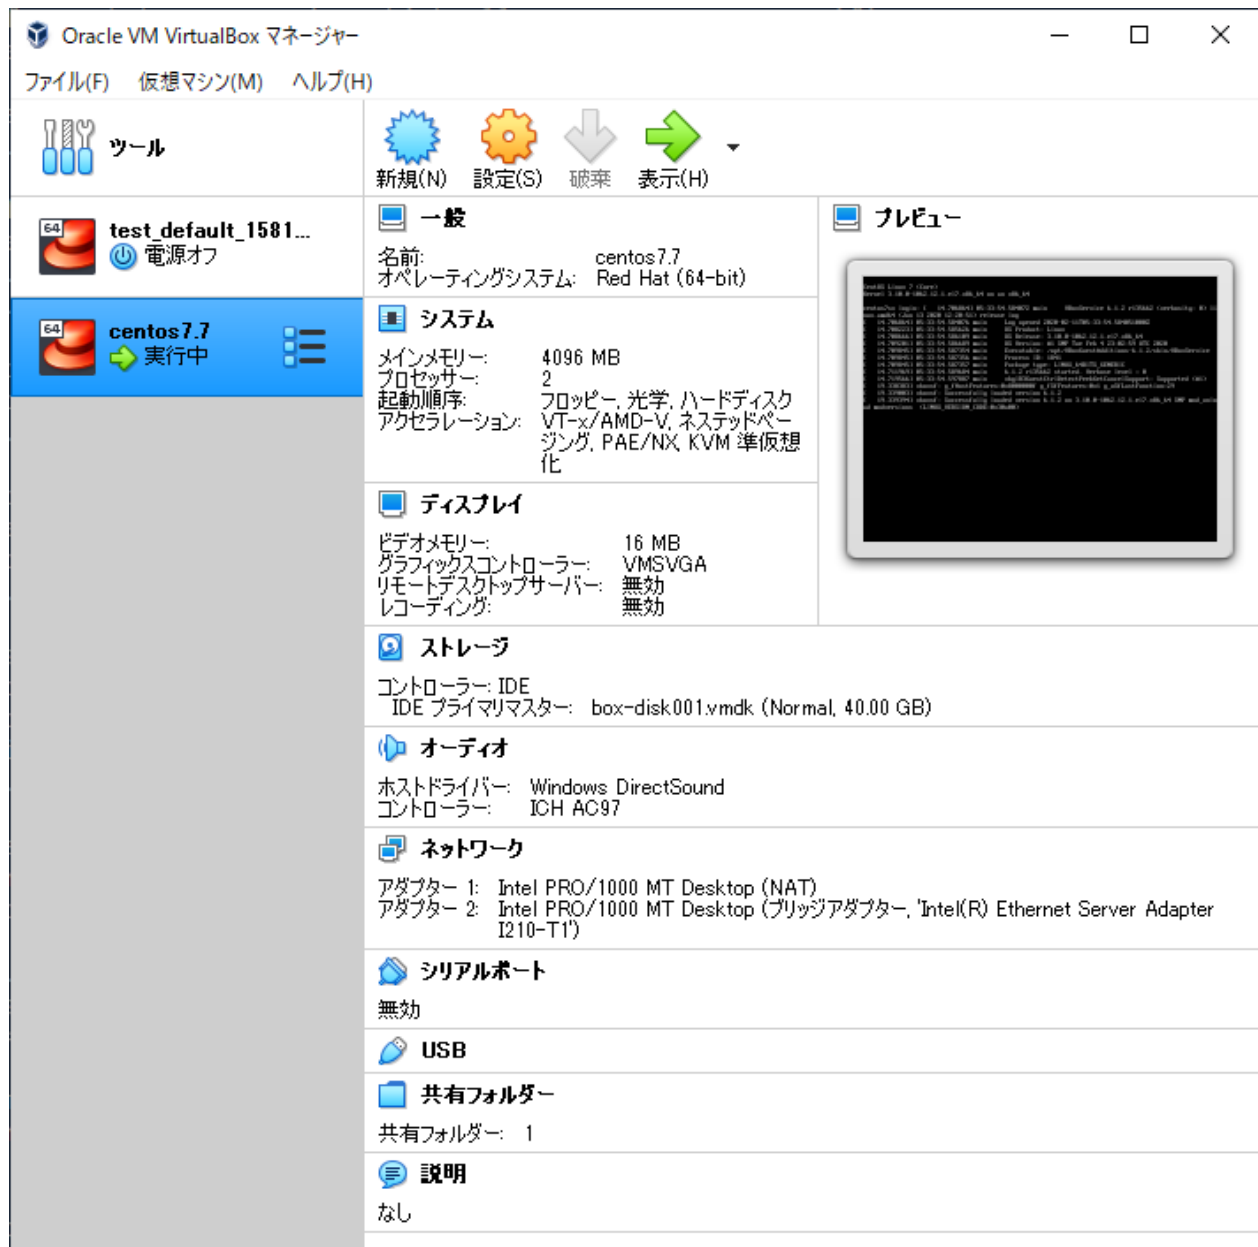 Oracle VM VirtualBox マネージャー
ファイル(F) 仮想マシン(M) ヘルプ(H)
ツール
新規(N) 設定(S) 破棄 表示(H)
64
test_default_1581...
電源オフ
64
centos7.7
実行中
一般
名前: centos7.7
オペレーティングシステム: Red Hat (64-bit)
システム
メインメモリー: 4096 MB
プロセッサー: 2
起動順序: フロッピー, 光学, ハードディスク
アクセラレーション: VT-x/AMD-V, ネステッドペー
ジング, PAE/NX, KVM 準仮想
化
ディスプレイ
ビデオメモリー: 16 MB
グラフィックスコントローラー: VMSVGA
リモートデスクトップサーバー: 無効
レコーディング: 無効
プレビュー
CentOS Linux 7 (Core)
ストレージ
コントローラー: IDE
IDE プライマリマスター: box-disk001.vmdk (Normal, 40.00 GB)
オーディオ
ホストドライバー: Windows DirectSound
コントローラー: ICH AC97
ネットワーク
アダプター 1: Intel PRO/1000 MT Desktop (NAT)
アダプター 2: Intel PRO/1000 MT Desktop (ブリッジアダプター, 'Intel(R) Ethernet Server Adapter
I210-T1')
シリアルポート
無効
USB
共有フォルダー
共有フォルダー: 1
説明
なし